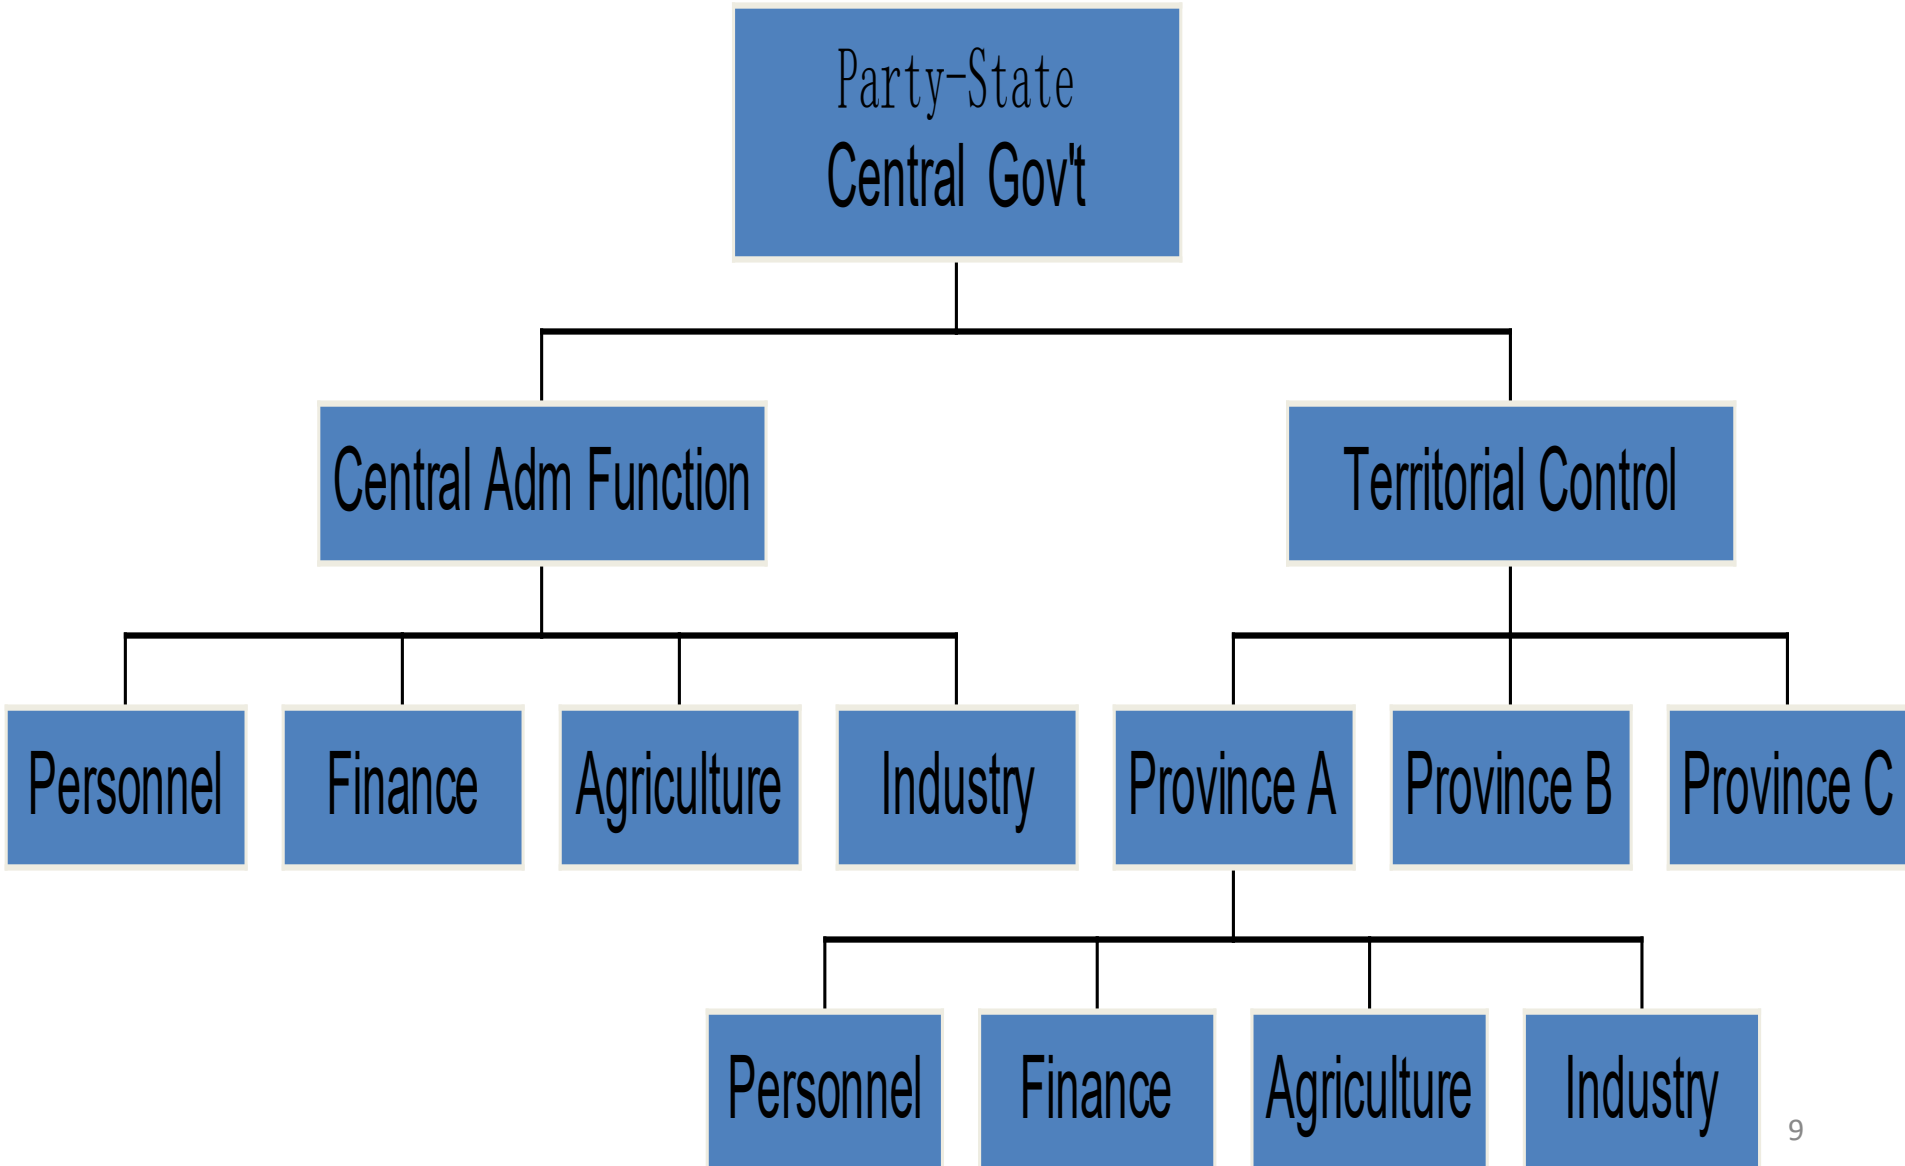 Party-State
Central Gov't
Central Adm Function
Territorial Control
Personnel
Finance
Agriculture
Industry
Province A
Province B
Province C
Personnel
Finance
Agriculture
Industry
9